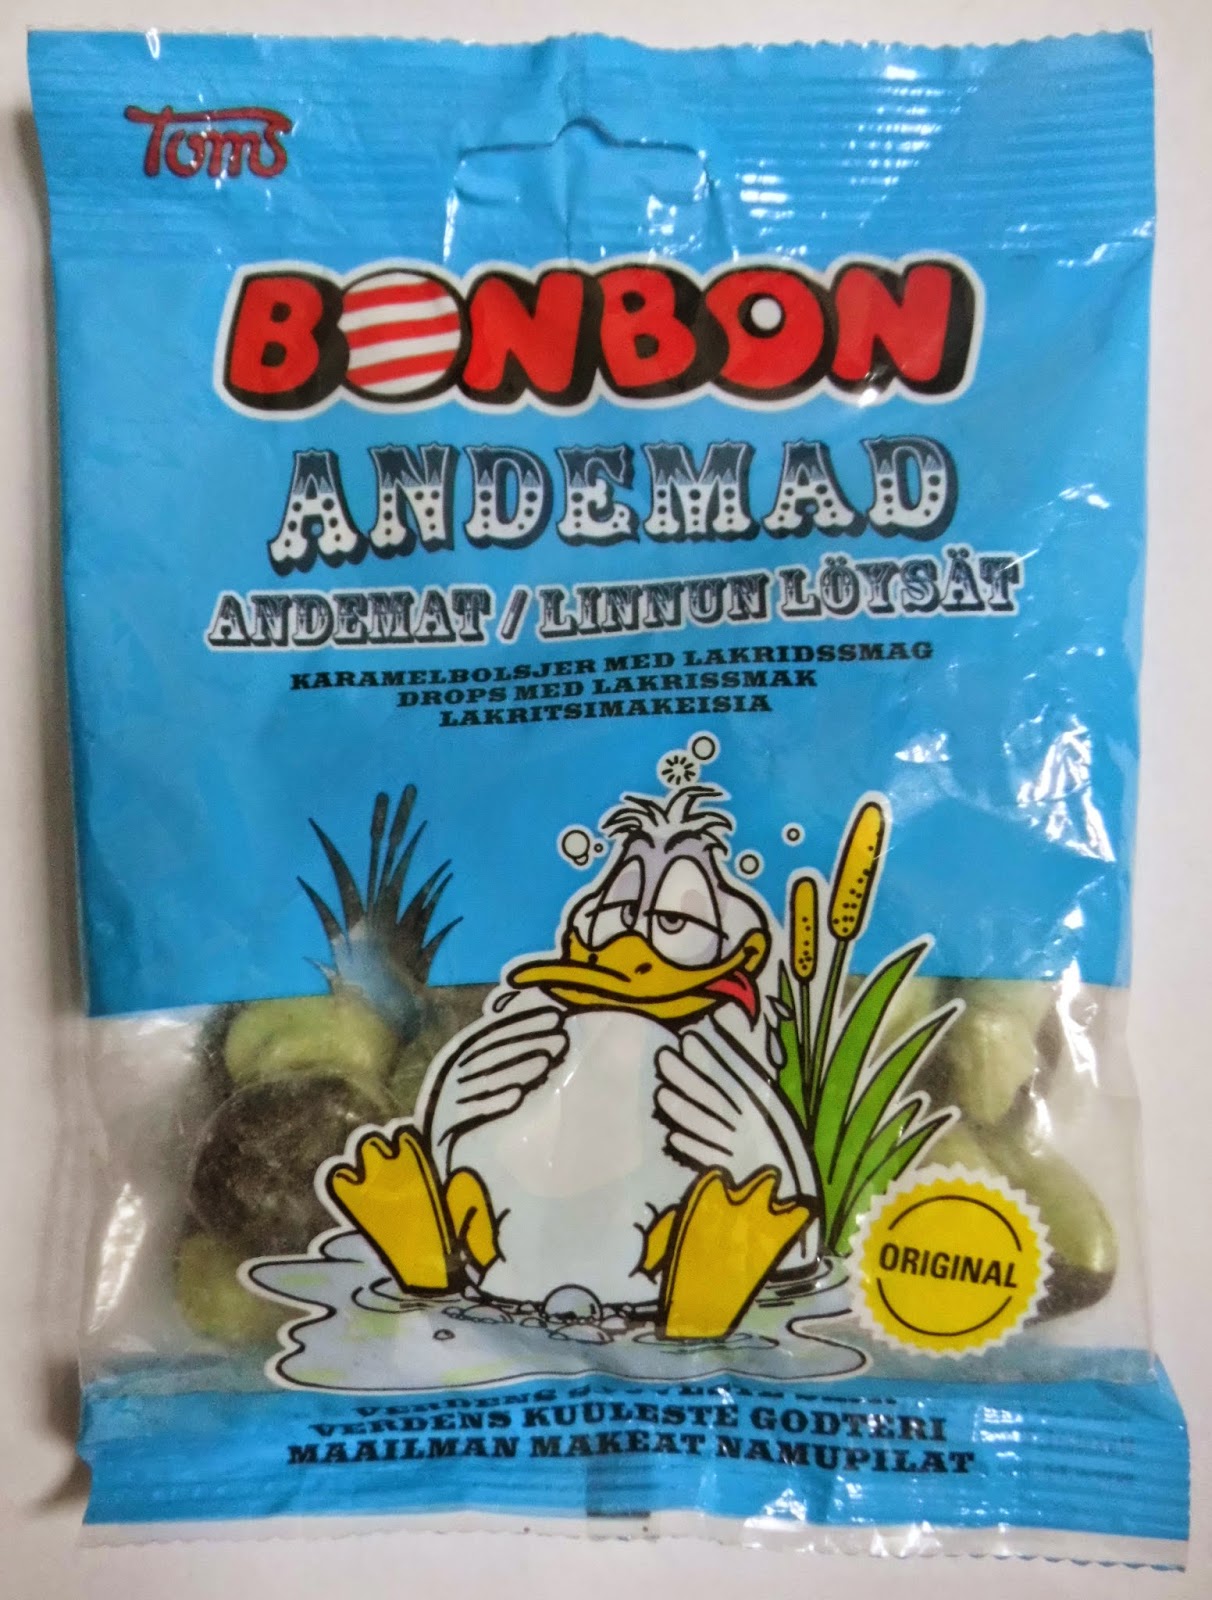 Toms
BONBON
ANDEMAD
ANDEMAT / LINNUN LÖYSÄT
KARAMELBOLSJER MED LAKRIDSSMAG
DROPS MED LAKRISSMAK
LAKRITSIMAKEISIA
ORIGINAL
VERDENS
VERDENS KUULESTE GODTERI
MAAILMAN MAKEAT NAMUPILAT